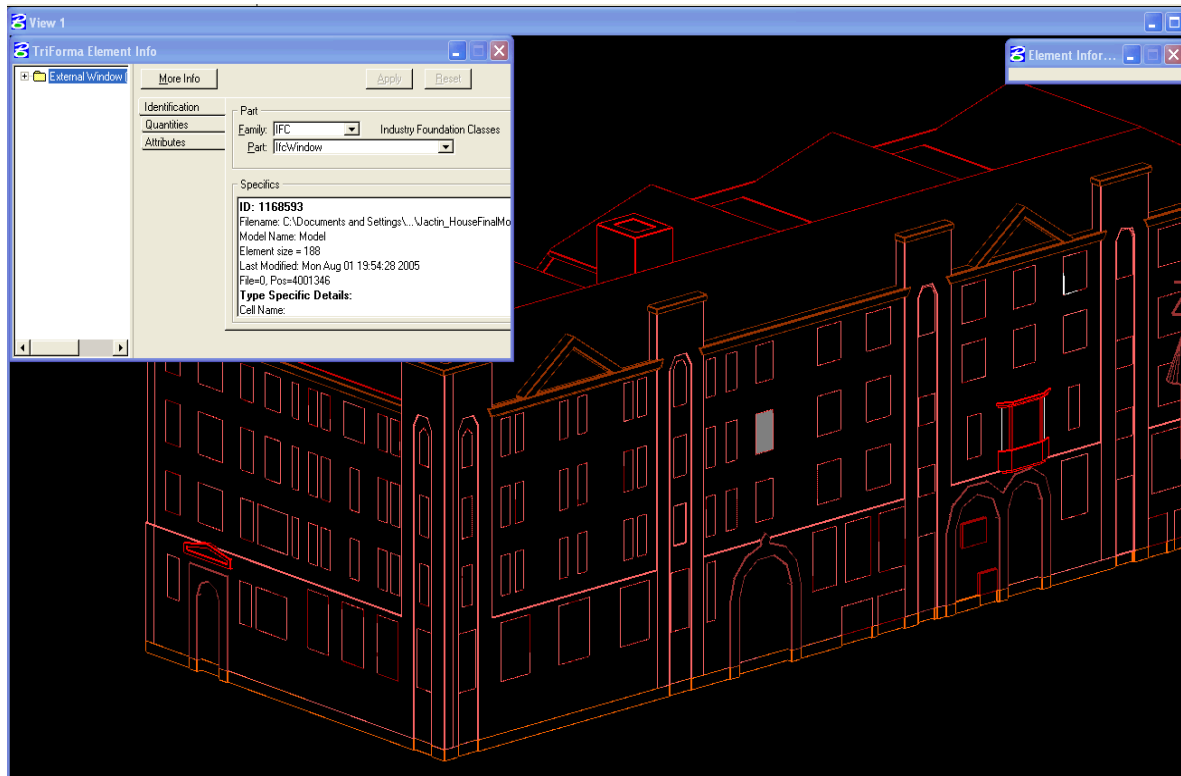 View 1
TriForma Element Info
Element Infor...
External Window
More Info
Apply
Reset
Identification
Quantities
Attributes
Part
Family: IFC Industry Foundation Classes
Part: IfcWindow
Specifics
ID: 1168593
Filename: C:\Documents and Settings\...\Jactin_HouseFinalMo
Model Name: Model
Element size = 188
Last Modified: Mon Aug 01 19:54:28 2005
File=0, Pos=4001346
Type Specific Details:
Cell Name: